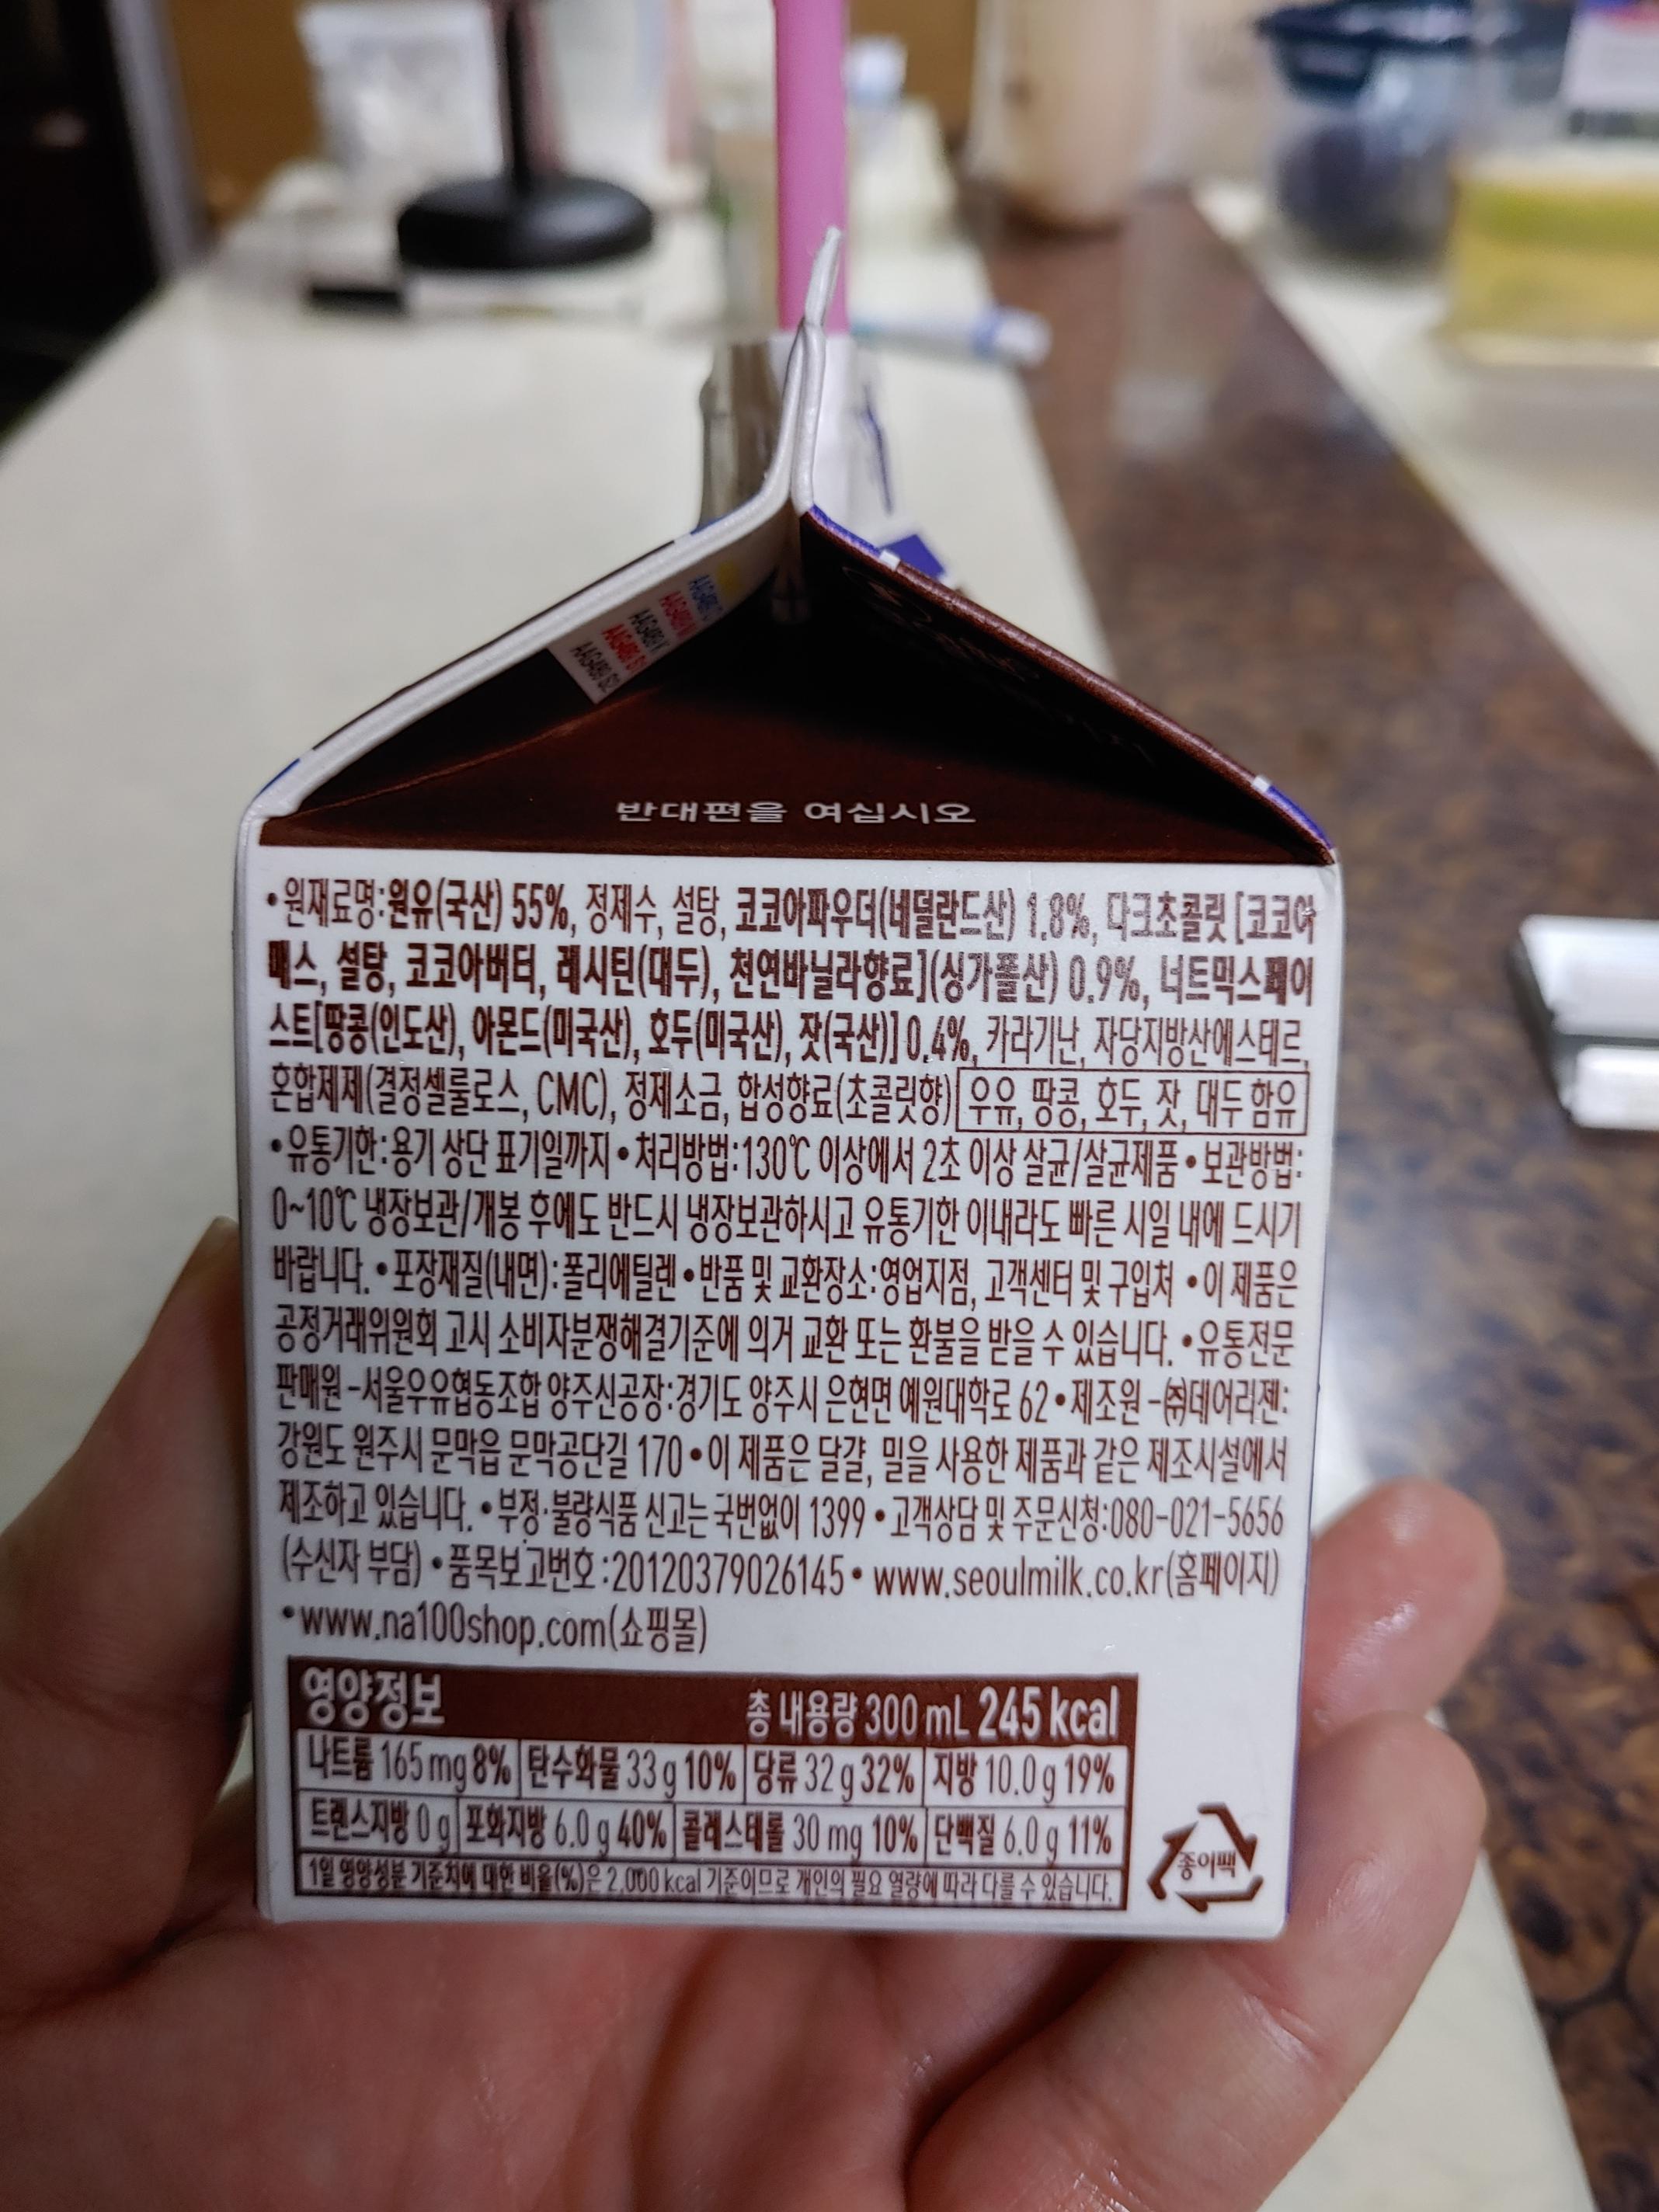 반대편을 여십시오
•원재료명:원유(국산) 55%, 정제수, 설탕, 코코아파우더(네덜란드산) 1.8%, 다크초콜릿 [코코아
매스, 설탕, 코코아버터, 레시틴(대두), 천연바닐라향료](싱가폴산) 0.9%, 너트믹스페이
스트[땅콩(인도산), 아몬드(미국산), 호두(미국산), 잣(국산)] 0.4%, 카라기난, 자당지방산에스테르,
혼합제제(결정셀룰로스, CMC), 정제소금, 합성향료(초콜릿향) 우유, 땅콩, 호두, 잣, 대두 함유
•유통기한:용기 상단 표기일까지 •처리방법:130℃ 이상에서 2초 이상 살균/살균제품 •보관방법:
0~10℃ 냉장보관/개봉 후에도 반드시 냉장보관하시고 유통기한 이내라도 빠른 시일 내에 드시기
바랍니다. •포장재질(내면):폴리에틸렌 •반품 및 교환장소:영업지점, 고객센터 및 구입처 •이 제품은
공정거래위원회 고시 소비자분쟁해결기준에 의거 교환 또는 환불을 받을 수 있습니다. •유통전문
판매원-서울우유협동조합 양주신공장:경기도 양주시 은현면 예원대학로 62 •제조원-㈜데어리젠:
강원도 원주시 문막읍 문막공단길 170 •이 제품은 달걀, 밀을 사용한 제품과 같은 제조시설에서
제조하고 있습니다. •부정·불량식품 신고는 국번없이 1399 •고객상담 및 주문신청:080-021-5656
(수신자 부담) •품목보고번호:20120379026145• www.seoulmilk.co.kr(홈페이지)
•www.na100shop.com(쇼핑몰)
영양정보 총 내용량 300 mL 245 kcal
나트륨 165 mg 8% 탄수화물 33 g 10% 당류 32 g 32% 지방 10.0 g 19%
트랜스지방 0 g 포화지방 6.0 g 40% 콜레스테롤 30 mg 10% 단백질 6.0 g 11%
1일 영양성분 기준치에 대한 비율(%)은 2,000 kcal 기준이므로 개인의 필요 열량에 따라 다를 수 있습니다.
종이팩